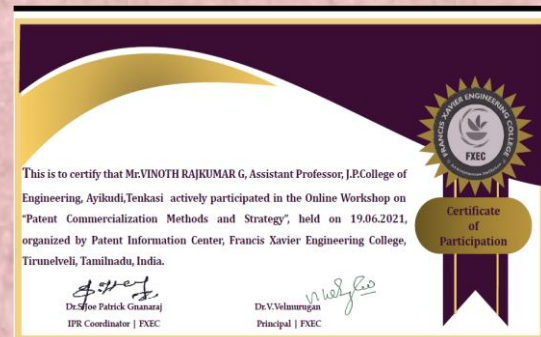 FRANCIS XAVIER ENGINEERING COLLEGE
FXEC
This is to certify that Mr.VINOTH RAJKUMAR G, Assistant Professor, J.P.College of
Engineering, Ayikudi,Tenkasi actively participated in the Online Workshop on
"Patent Commercialization Methods and Strategy", held on 19.06.2021,
organized by Patent Information Center, Francis Xavier Engineering College,
Tirunelveli, Tamilnadu, India.
Certificate
of
Participation
Dr.S.Joe Patrick Gnanaraj
IPR Coordinator | FXEC
Dr.V.Velmurugan
Principal | FXEC